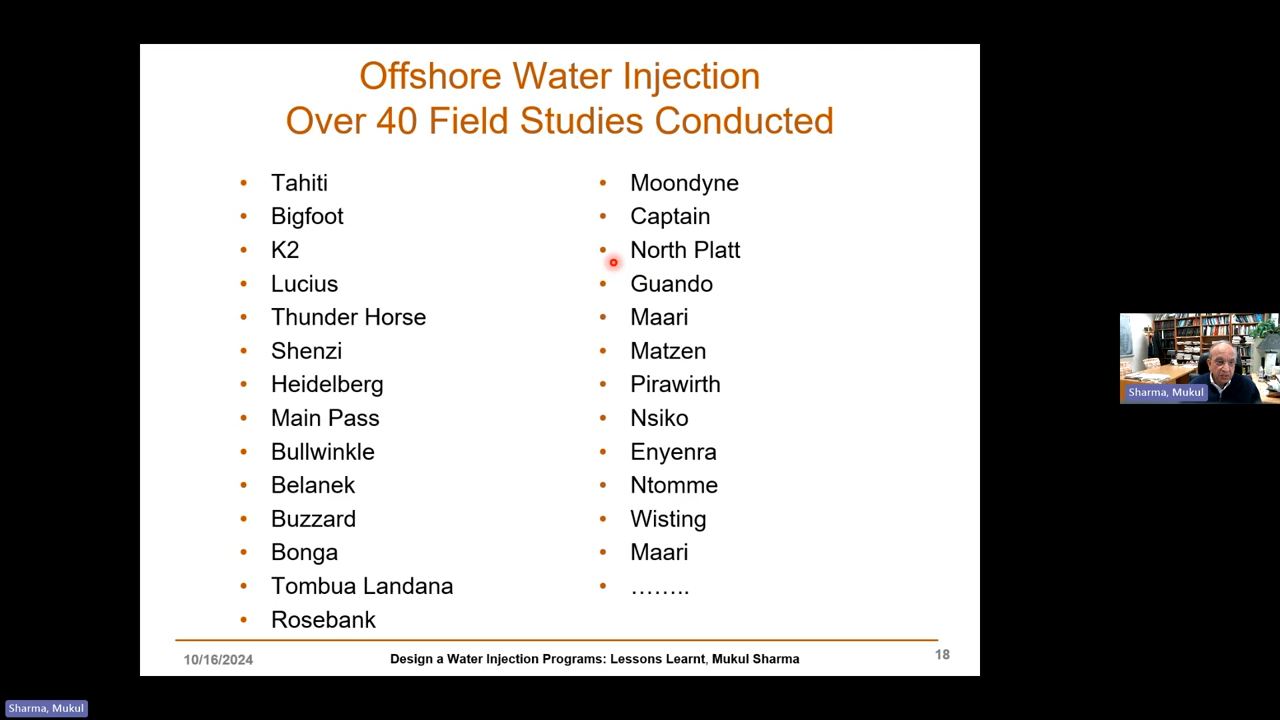 Offshore Water Injection
Over 40 Field Studies Conducted
• Tahiti
• Bigfoot
• K2
• Lucius
• Thunder Horse
• Shenzi
• Heidelberg
• Main Pass
• Bullwinkle
• Belanek
• Buzzard
• Bonga
• Tombua Landana
• Rosebank
• Moondyne
• Captain
• North Platt
• Guando
• Maari
• Matzen
• Pirawirth
• Nsiko
• Enyenra
• Ntomme
• Wisting
• Maari
• ……..
10/16/2024
Design a Water Injection Programs: Lessons Learnt, Mukul Sharma
18
Sharma, Mukul
Sharma, Mukul